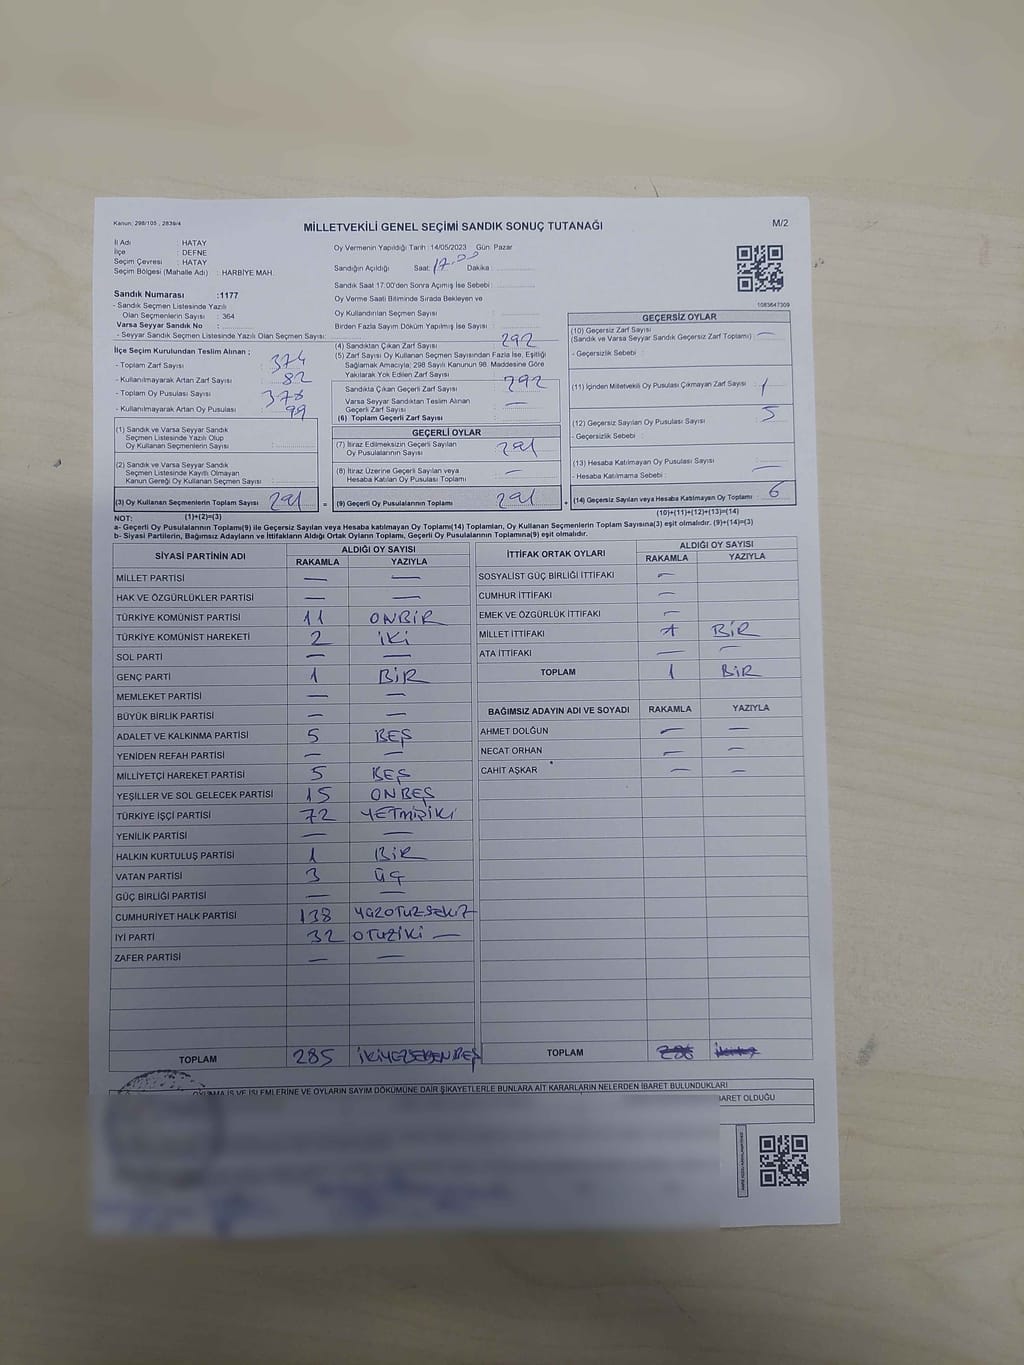 Kanun: 298/105 , 2839/4
MİLLETVEKİLİ GENEL SEÇİMİ SANDIK SONUÇ TUTANAĞI
M/2
İl Adı : HATAY
İlçe : DEFNE
Seçim Çevresi : HATAY
Seçim Bölgesi (Mahalle Adı) : HARBİYE MAH.
Sandık Numarası :1177
- Sandık Seçmen Listesinde Yazılı
Olan Seçmenlerin Sayısı : 364
Varsa Seyyar Sandık No :
- Seyyar Sandık Seçmen Listesinde Yazılı Olan Seçmen Sayısı:
İlçe Seçim Kurulundan Teslim Alınan ;
- Toplam Zarf Sayısı : 374
- Kullanılmayarak Artan Zarf Sayısı : 82
- Toplam Oy Pusulası Sayısı : 378
- Kullanılmayarak Artan Oy Pusulası : 99
(1) Sandık ve Varsa Seyyar Sandık
Seçmen Listesinde Yazılı Olup
Oy Kullanan Seçmenlerin Sayısı :
(2) Sandık ve Varsa Seyyar Sandık
Seçmen Listesinde Kayıtlı Olmayan
Kanun Gereği Oy Kullanan Seçmen Sayısı :
(3) Oy Kullanan Seçmenlerin Toplam Sayısı 291 =
Oy Vermenin Yapıldığı Tarih : 14/05/2023 Gün: Pazar
Sandığın Açıldığı Saat: 17.00 Dakika :
Sandık Saat 17:00'den Sonra Açılmış İse Sebebi :
Oy Verme Saati Bitiminde Sırada Bekleyen ve
Oy Kullandırılan Seçmen Sayısı :
Birden Fazla Sayım Döküm Yapılmış İse Sayısı :
(4) Sandıktan Çıkan Zarf Sayısı : 292
(5) Zarf Sayısı Oy Kullanan Seçmen Sayısından Fazla İse, Eşitliği
Sağlamak Amacıyla; 298 Sayılı Kanunun 98. Maddesine Göre
Yakılarak Yok Edilen Zarf Sayısı :
Sandıkta Çıkan Geçerli Zarf Sayısı : 292
Varsa Seyyar Sandıktan Teslim Alınan
Geçerli Zarf Sayısı : —
(6) Toplam Geçerli Zarf Sayısı :
GEÇERLİ OYLAR
(7) İtiraz Edilmeksizin Geçerli Sayılan
Oy Pusulalarının Sayısı : 291
(8) İtiraz Üzerine Geçerli Sayılan veya
Hesaba Katılan Oy Pusulası Toplamı : —
(9) Geçerli Oy Pusulalarının Toplamı 291 +
1083647309
GEÇERSİZ OYLAR
(10) Geçersiz Zarf Sayısı
(Sandık ve Varsa Seyyar Sandık Geçersiz Zarf Toplamı) : —
- Geçersizlik Sebebi :
(11) İçinden Milletvekili Oy Pusulası Çıkmayan Zarf Sayısı : 1
(12) Geçersiz Sayılan Oy Pusulası Sayısı : 5
- Geçersizlik Sebebi :
(13) Hesaba Katılmayan Oy Pusulası Sayısı : —
- Hesaba Katılmama Sebebi :
(14) Geçersiz Sayılan veya Hesaba Katılmayan Oy Toplamı : 6
NOT: (1)+(2)=(3) (10)+(11)+(12)+(13)=(14)
a- Geçerli Oy Pusulalarının Toplamı(9) ile Geçersiz Sayılan veya Hesaba katılmayan Oy Toplamı(14) Toplamları, Oy Kullanan Seçmenlerin Toplam Sayısına(3) eşit olmalıdır. (9)+(14)=(3)
b- Siyasi Partilerin, Bağımsız Adayların ve İttifakların Aldığı Ortak Oyların Toplamı, Geçerli Oy Pusulalarının Toplamına(9) eşit olmalıdır.
SİYASİ PARTİNİN ADI ALDIĞI OY SAYISI
RAKAMLA YAZIYLA
MİLLET PARTİSİ — —
HAK VE ÖZGÜRLÜKLER PARTİSİ — —
TÜRKİYE KOMÜNİST PARTİSİ 11 ONBİR
TÜRKİYE KOMÜNİST HAREKETİ 2 İKİ
SOL PARTİ — —
GENÇ PARTİ 1 BİR
MEMLEKET PARTİSİ — —
BÜYÜK BİRLİK PARTİSİ — —
ADALET VE KALKINMA PARTİSİ 5 BEŞ
YENİDEN REFAH PARTİSİ — —
MİLLİYETÇİ HAREKET PARTİSİ 5 BEŞ
YEŞİLLER VE SOL GELECEK PARTİSİ 15 ONBEŞ
TÜRKİYE İŞÇİ PARTİSİ 72 YETMİŞİKİ
YENİLİK PARTİSİ — —
HALKIN KURTULUŞ PARTİSİ 1 BİR
VATAN PARTİSİ 3 ÜÇ
GÜÇ BİRLİĞİ PARTİSİ — —
CUMHURİYET HALK PARTİSİ 138 YÜZOTUZSEKİZ
İYİ PARTİ 32 OTUZİKİ —
ZAFER PARTİSİ — —
TOPLAM 285 İKİYÜZSEKSENBEŞ
İTTİFAK ORTAK OYLARI ALDIĞI OY SAYISI
RAKAMLA YAZIYLA
SOSYALİST GÜÇ BİRLİĞİ İTTİFAKI —
CUMHUR İTTİFAKI —
EMEK VE ÖZGÜRLÜK İTTİFAKI —
MİLLET İTTİFAKI 1 BİR
ATA İTTİFAKI — —
TOPLAM 1 BİR
BAĞIMSIZ ADAYIN ADI VE SOYADI RAKAMLA YAZIYLA
AHMET DOLĞUN — —
NECAT ORHAN — —
CAHİT AŞKAR — —
TOPLAM
OYLAMA İŞ VE İŞLEMLERİNE VE OYLARIN SAYIM DÖKÜMÜNE DAİR ŞİKAYETLERLE BUNLARA AİT KARARLARIN NELERDEN İBARET BULUNDUKLARI
BARET OLDUĞU